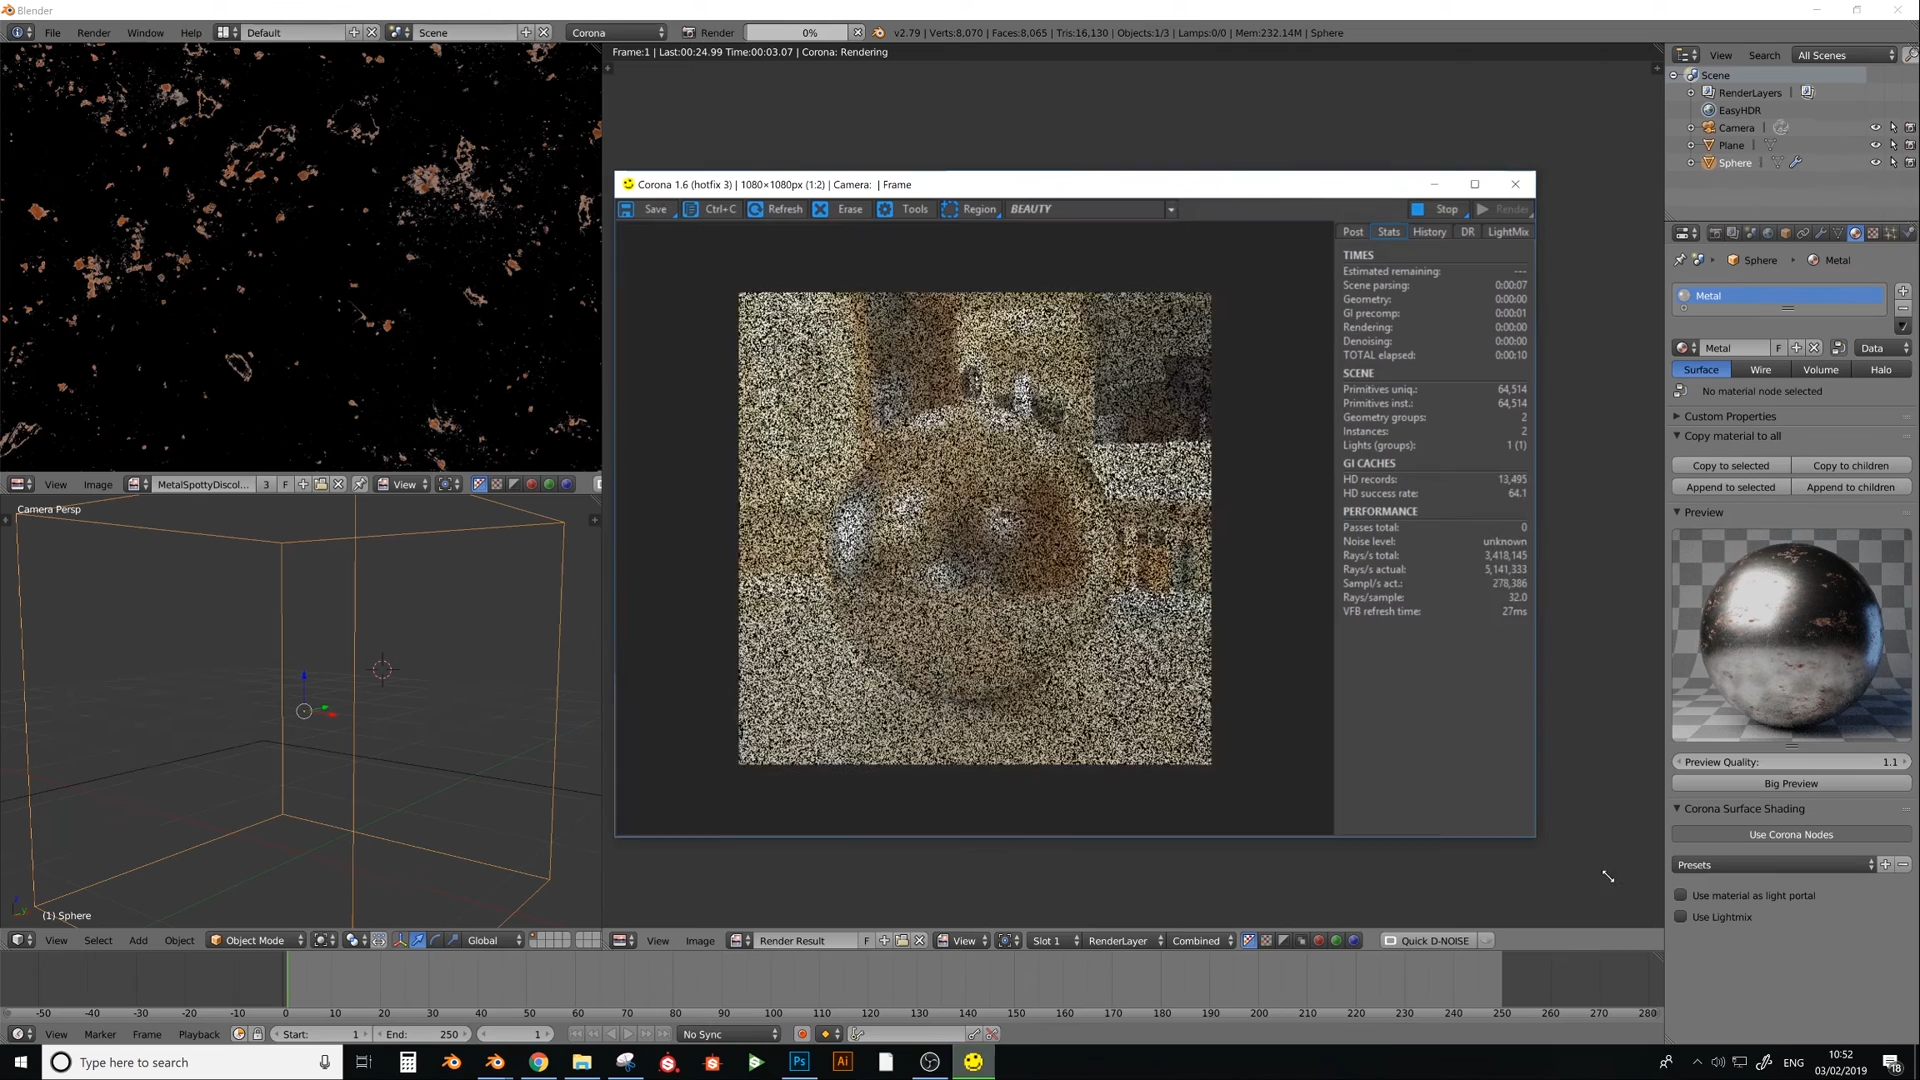 Blender
File Render Window Help Default Scene Corona Render 0% v2.79 | Verts:8,070 | Faces:8,065 | Tris:16,130 | Objects:1/3 | Lamps:0/0 | Mem:232.14M | Sphere
Frame:1 | Last:00:24.99 Time:00:03.07 | Corona: Rendering
View Search All Scenes
Scene
RenderLayers
EasyHDR
Camera
Plane
Sphere
Corona 1.6 (hotfix 3) | 1080×1080px (1:2) | Camera: | Frame
Save Ctrl+C Refresh Erase Tools Region BEAUTY Stop Render
Post Stats History DR LightMix
TIMES
Estimated remaining: ---
Scene parsing: 0:00:07
Geometry: 0:00:00
GI precomp: 0:00:01
Rendering: 0:00:00
Denoising: 0:00:00
TOTAL elapsed: 0:00:10
SCENE
Primitives uniq.: 64,514
Primitives inst.: 64,514
Geometry groups: 2
Instances: 2
Lights (groups): 1 (1)
GI CACHES
HD records: 13,495
HD success rate: 64.1
PERFORMANCE
Passes total: 0
Noise level: unknown
Rays/s total: 3,418,145
Rays/s actual: 5,141,333
Sampl/s act.: 278,386
Rays/sample: 32.0
VFB refresh time: 27ms
Sphere Metal
Metal
Metal F Data
Surface Wire Volume Halo
No material node selected
Custom Properties
Copy material to all
Copy to selected Copy to children
Append to selected Append to children
Preview
Preview Quality: 1.1
Big Preview
Corona Surface Shading
Use Corona Nodes
Presets
Use material as light portal
Use Lightmix
View Image MetalSpottyDiscol... 3 F View
Camera Persp
(1) Sphere
View Select Add Object Object Mode Global
View Image Render Result F View Slot 1 RenderLayer Combined Quick D-NOISE
-50 -40 -30 -20 -10 0 10 20 30 40 50 60 70 80 90 100 110 120 130 140 150 160 170 180 190 200 210 220 230 240 250 260 270 280
View Marker Frame Playback Start: 1 End: 250 1 No Sync
Type here to search Ps Ai ENG 10:52
03/02/2019 18